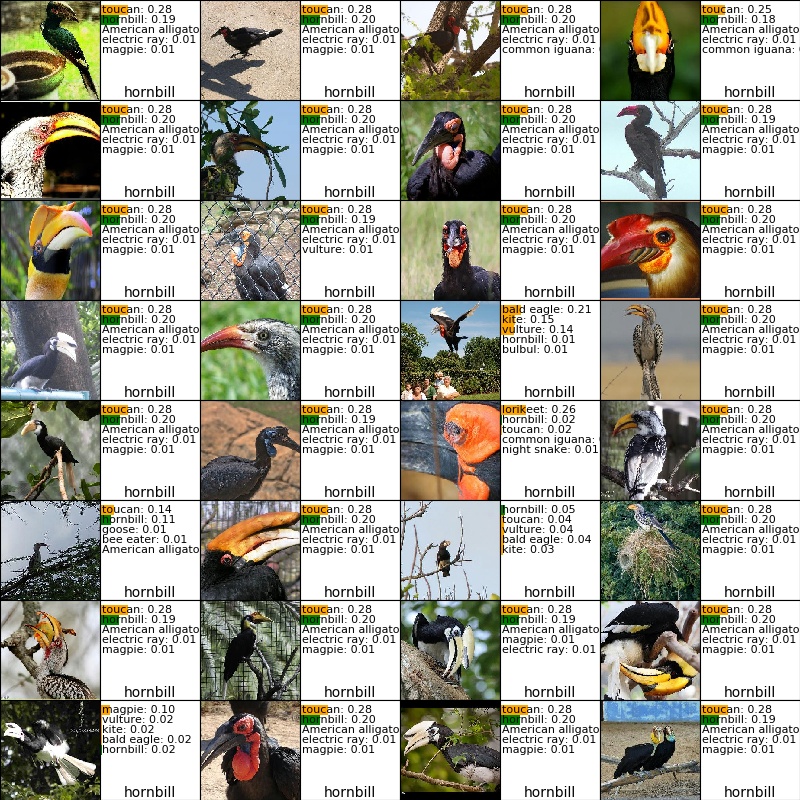 toucan: 0.28
hornbill: 0.19
American alligato
electric ray: 0.01
magpie: 0.01
hornbill
toucan: 0.28
hornbill: 0.20
American alligato
electric ray: 0.01
magpie: 0.01
hornbill
toucan: 0.28
hornbill: 0.20
American alligato
electric ray: 0.01
common iguana:
hornbill
toucan: 0.25
hornbill: 0.18
American alligato
electric ray: 0.01
common iguana:
hornbill
toucan: 0.28
hornbill: 0.20
American alligato
electric ray: 0.01
magpie: 0.01
hornbill
toucan: 0.28
hornbill: 0.20
American alligato
electric ray: 0.01
magpie: 0.01
hornbill
toucan: 0.28
hornbill: 0.20
American alligato
electric ray: 0.01
magpie: 0.01
hornbill
toucan: 0.28
hornbill: 0.19
American alligato
electric ray: 0.01
magpie: 0.01
hornbill
toucan: 0.28
hornbill: 0.20
American alligato
electric ray: 0.01
magpie: 0.01
hornbill
toucan: 0.28
hornbill: 0.19
American alligato
electric ray: 0.01
vulture: 0.01
hornbill
toucan: 0.28
hornbill: 0.20
American alligato
electric ray: 0.01
magpie: 0.01
hornbill
toucan: 0.28
hornbill: 0.20
American alligato
electric ray: 0.01
magpie: 0.01
hornbill
toucan: 0.28
hornbill: 0.20
American alligato
electric ray: 0.01
magpie: 0.01
hornbill
toucan: 0.28
hornbill: 0.20
American alligato
electric ray: 0.01
magpie: 0.01
hornbill
bald eagle: 0.21
kite: 0.15
vulture: 0.14
hornbill: 0.01
bulbul: 0.01
hornbill
toucan: 0.28
hornbill: 0.20
American alligato
electric ray: 0.01
magpie: 0.01
hornbill
toucan: 0.28
hornbill: 0.20
American alligato
electric ray: 0.01
magpie: 0.01
hornbill
toucan: 0.28
hornbill: 0.19
American alligato
electric ray: 0.01
magpie: 0.01
hornbill
lorikeet: 0.26
hornbill: 0.02
toucan: 0.02
common iguana:
night snake: 0.01
hornbill
toucan: 0.28
hornbill: 0.20
American alligato
electric ray: 0.01
magpie: 0.01
hornbill
toucan: 0.14
hornbill: 0.11
goose: 0.01
bee eater: 0.01
American alligato
hornbill
toucan: 0.28
hornbill: 0.20
American alligato
electric ray: 0.01
magpie: 0.01
hornbill
hornbill: 0.05
toucan: 0.04
vulture: 0.04
bald eagle: 0.04
kite: 0.03
hornbill
toucan: 0.28
hornbill: 0.20
American alligato
electric ray: 0.01
magpie: 0.01
hornbill
toucan: 0.28
hornbill: 0.19
American alligato
electric ray: 0.01
magpie: 0.01
hornbill
toucan: 0.28
hornbill: 0.20
American alligato
electric ray: 0.01
magpie: 0.01
hornbill
toucan: 0.28
hornbill: 0.19
American alligato
magpie: 0.01
electric ray: 0.01
hornbill
toucan: 0.28
hornbill: 0.20
American alligato
electric ray: 0.01
magpie: 0.01
hornbill
magpie: 0.10
vulture: 0.02
kite: 0.02
bald eagle: 0.02
hornbill: 0.02
hornbill
toucan: 0.28
hornbill: 0.20
American alligato
electric ray: 0.01
magpie: 0.01
hornbill
toucan: 0.28
hornbill: 0.20
American alligato
electric ray: 0.01
magpie: 0.01
hornbill
toucan: 0.28
hornbill: 0.19
American alligato
electric ray: 0.01
magpie: 0.01
hornbill